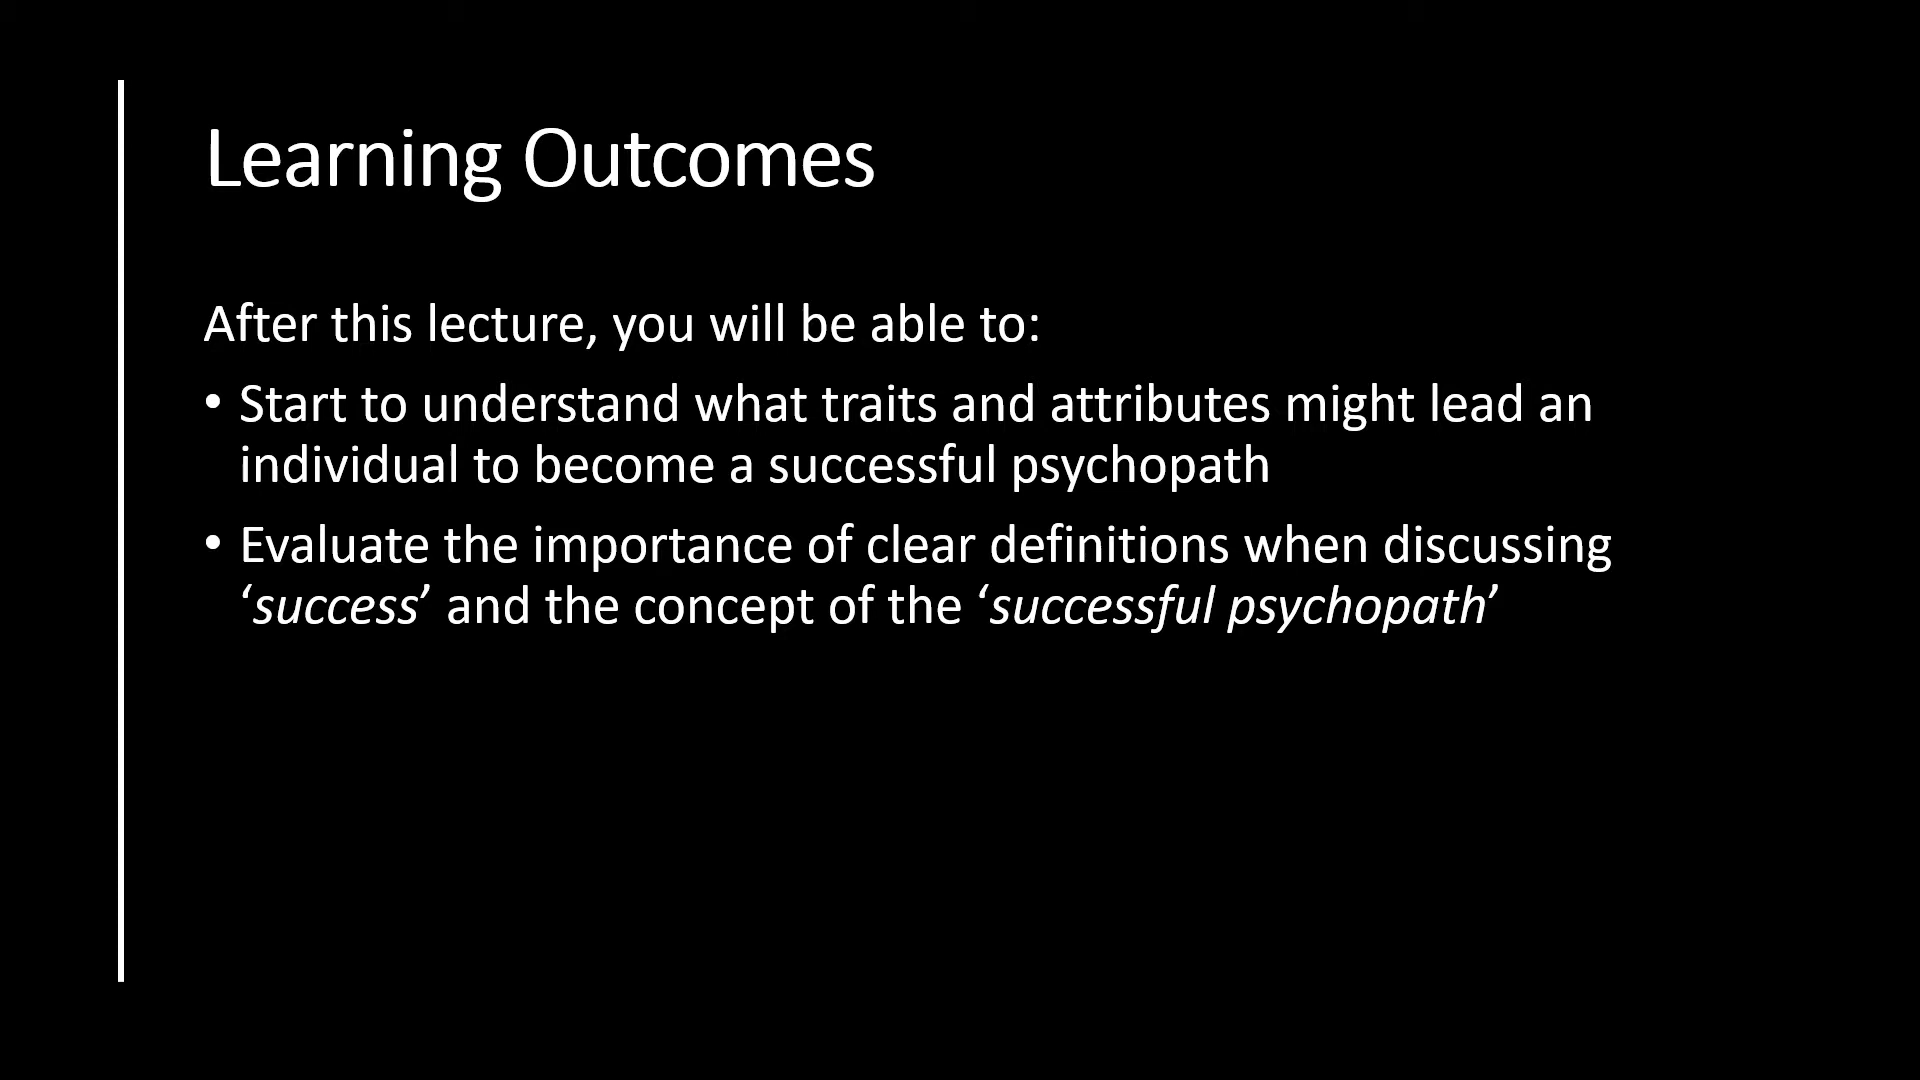 Learning Outcomes
After this lecture, you will be able to:
• Start to understand what traits and attributes might lead an
individual to become a successful psychopath
• Evaluate the importance of clear definitions when discussing
‘success’ and the concept of the ‘successful psychopath’